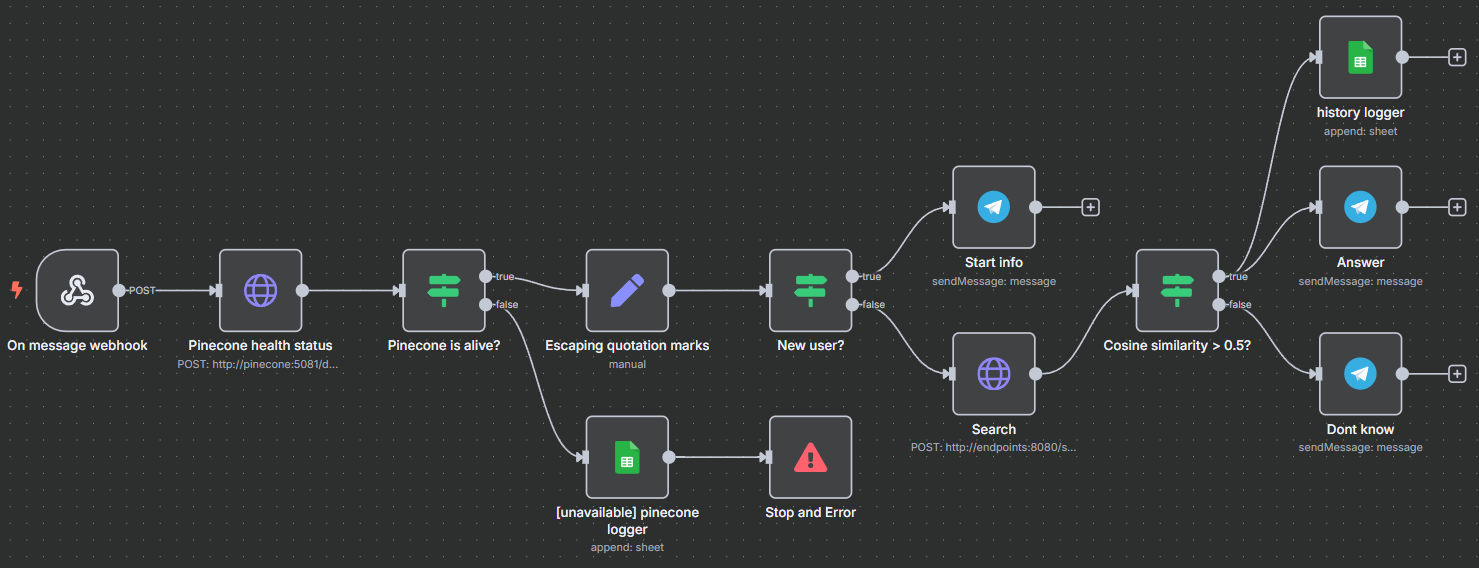 history logger
append: sheet
Start info
sendMessage: message
Answer
sendMessage: message
POST
true
false
true
false
true
false
On message webhook
Pinecone health status
POST: http://pinecone:5081/d...
Pinecone is alive?
Escaping quotation marks
manual
New user?
Cosine similarity > 0.5?
Search
POST: http://endpoints:8080/s...
Dont know
sendMessage: message
[unavailable] pinecone
logger
append: sheet
Stop and Error